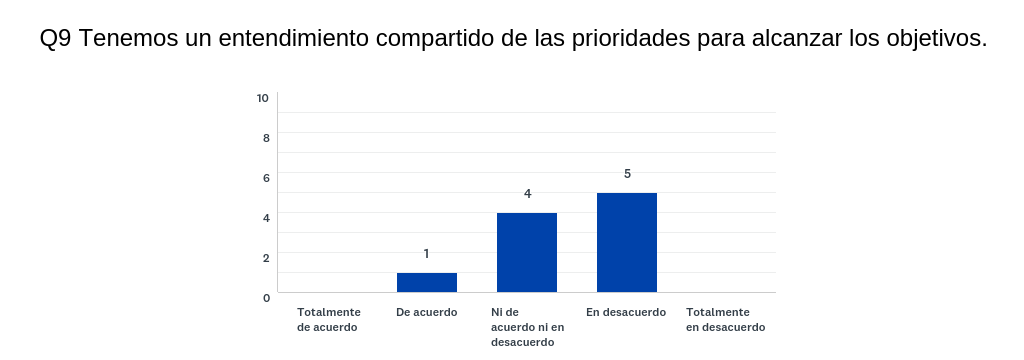 Q9 Tenemos un entendimiento compartido de las prioridades para alcanzar los objetivos.
10
8
6
4
2
0
1
4
5
Totalmente
de acuerdo
De acuerdo
Ni de
acuerdo ni en
desacuerdo
En desacuerdo
Totalmente
en desacuerdo